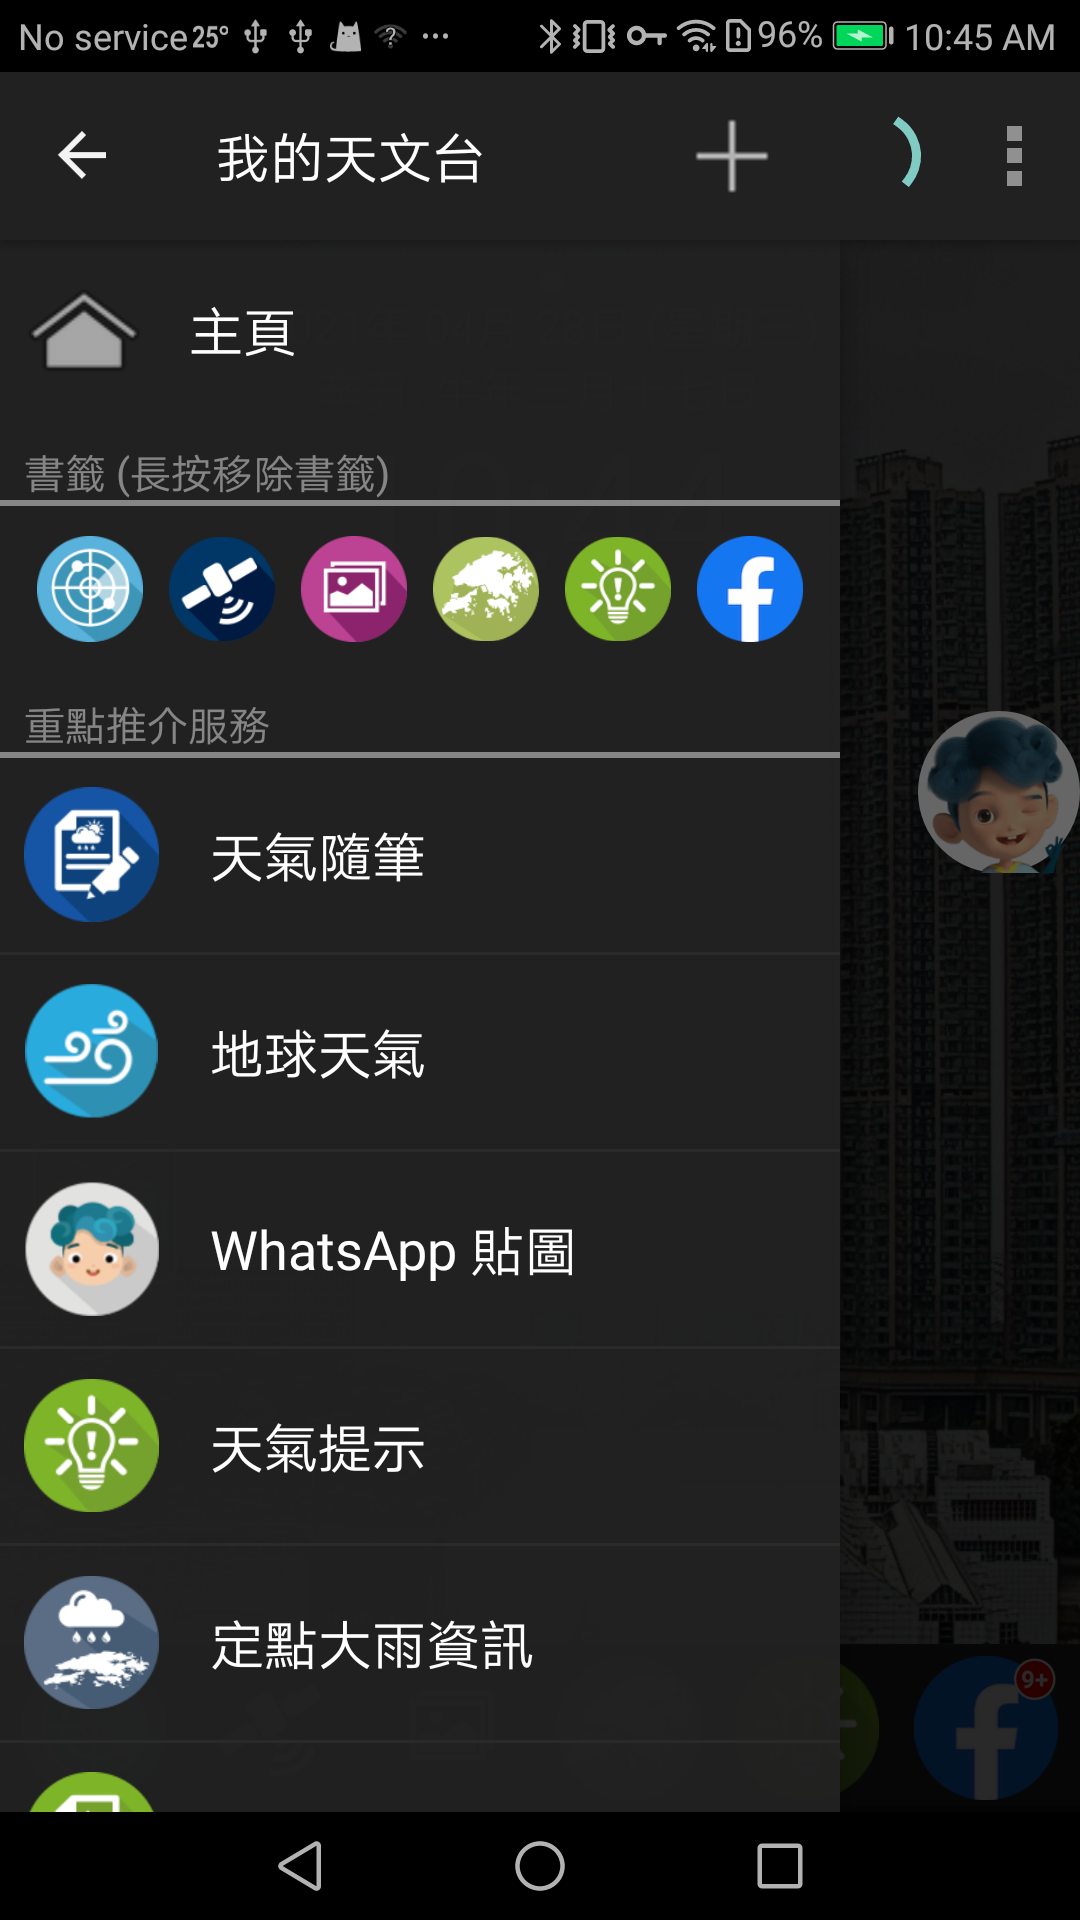 No service 25° 96% 10:45 AM
我的天文台
主頁
書籤 (長按移除書籤)
重點推介服務
天氣隨筆
地球天氣
WhatsApp 貼圖
天氣提示
定點大雨資訊
9+